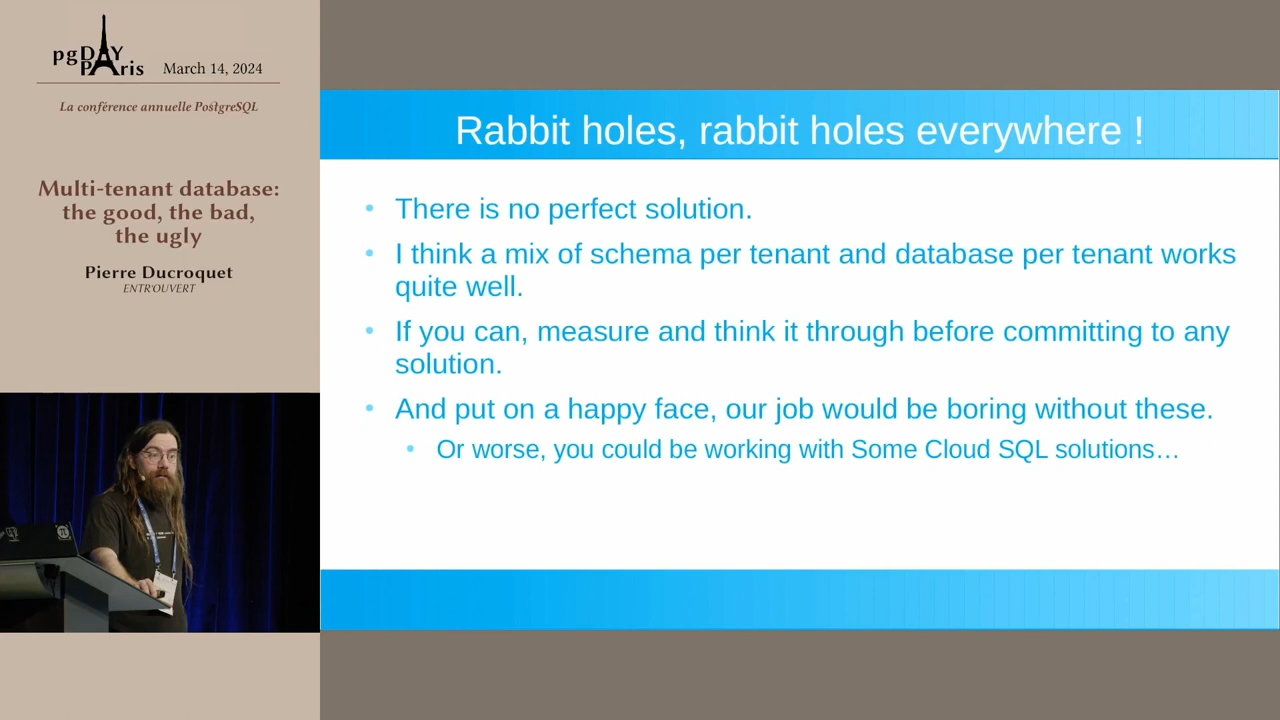 pgDAY
PAris
March 14, 2024
La conférence annuelle PostgreSQL
Multi-tenant database:
the good, the bad,
the ugly
Pierre Ducroquet
ENTR'OUVERT
Rabbit holes, rabbit holes everywhere !
• There is no perfect solution.
• I think a mix of schema per tenant and database per tenant works
quite well.
• If you can, measure and think it through before committing to any
solution.
• And put on a happy face, our job would be boring without these.
• Or worse, you could be working with Some Cloud SQL solutions…